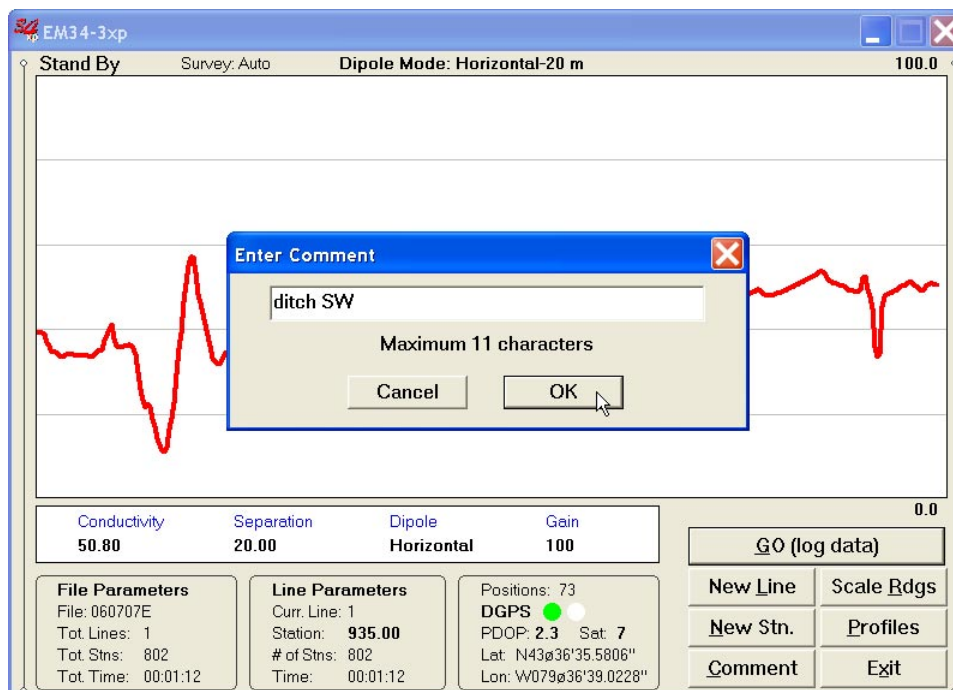 34 xp EM34-3xp
Stand By Survey: Auto Dipole Mode: Horizontal-20 m 100.0
Enter Comment
ditch SW
Maximum 11 characters
Cancel OK
0.0
Conductivity Separation Dipole Gain
50.80 20.00 Horizontal 100
GO (log data)
New Line Scale Rdgs
New Stn. Profiles
Comment Exit
File Parameters
File: 060707E
Tot. Lines: 1
Tot. Stns: 802
Tot. Time: 00:01:12
Line Parameters
Curr. Line: 1
Station: 935.00
# of Stns: 802
Time: 00:01:12
Positions: 73
DGPS
PDOP: 2.3 Sat: 7
Lat: N43ø36'35.5806"
Lon: W079ø36'39.0228"